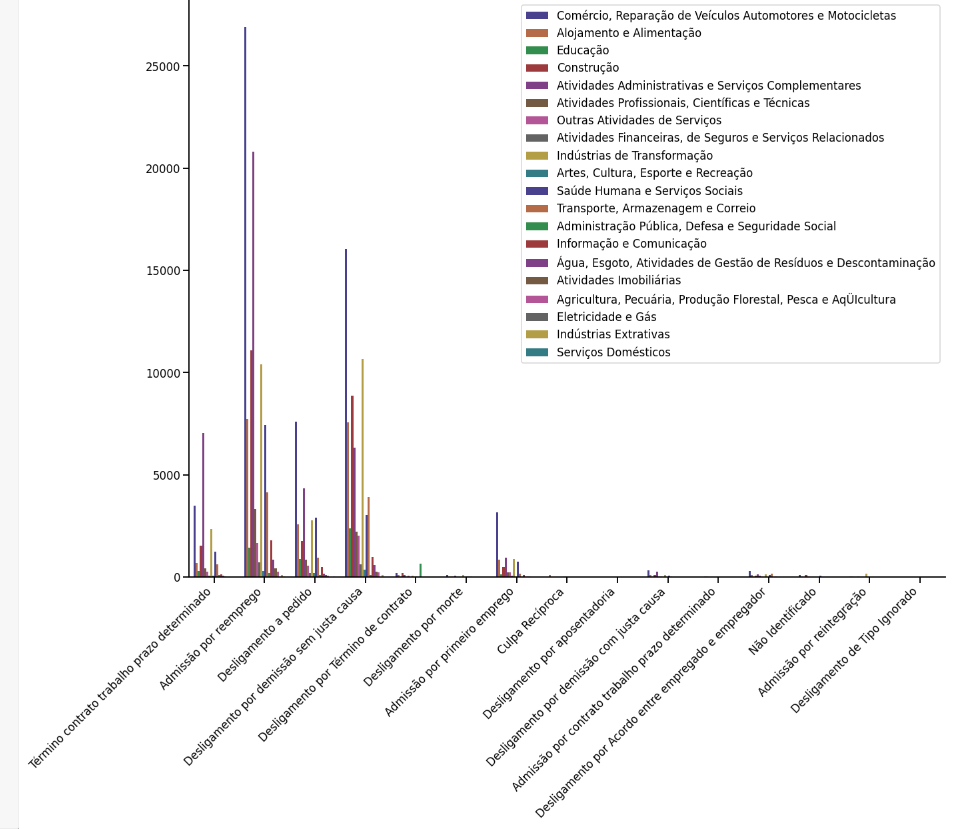 Comércio, Reparação de Veículos Automotores e Motocicletas
Alojamento e Alimentação
Educação
Construção
Atividades Administrativas e Serviços Complementares
Atividades Profissionais, Científicas e Técnicas
Outras Atividades de Serviços
Atividades Financeiras, de Seguros e Serviços Relacionados
Indústrias de Transformação
Artes, Cultura, Esporte e Recreação
Saúde Humana e Serviços Sociais
Transporte, Armazenagem e Correio
Administração Pública, Defesa e Seguridade Social
Informação e Comunicação
Água, Esgoto, Atividades de Gestão de Resíduos e Descontaminação
Atividades Imobiliárias
Agricultura, Pecuária, Produção Florestal, Pesca e AqÜIcultura
Eletricidade e Gás
Indústrias Extrativas
Serviços Domésticos
25000
20000
15000
10000
5000
0
Término contrato trabalho prazo determinado
Admissão por reemprego
Desligamento a pedido
Desligamento por demissão sem justa causa
Desligamento por Término de contrato
Desligamento por morte
Admissão por primeiro emprego
Culpa Recíproca
Desligamento por aposentadoria
Desligamento por demissão com justa causa
Admissão por contrato trabalho prazo determinado
Desligamento por Acordo entre empregado e empregador
Não Identificado
Admissão por reintegração
Desligamento de Tipo Ignorado